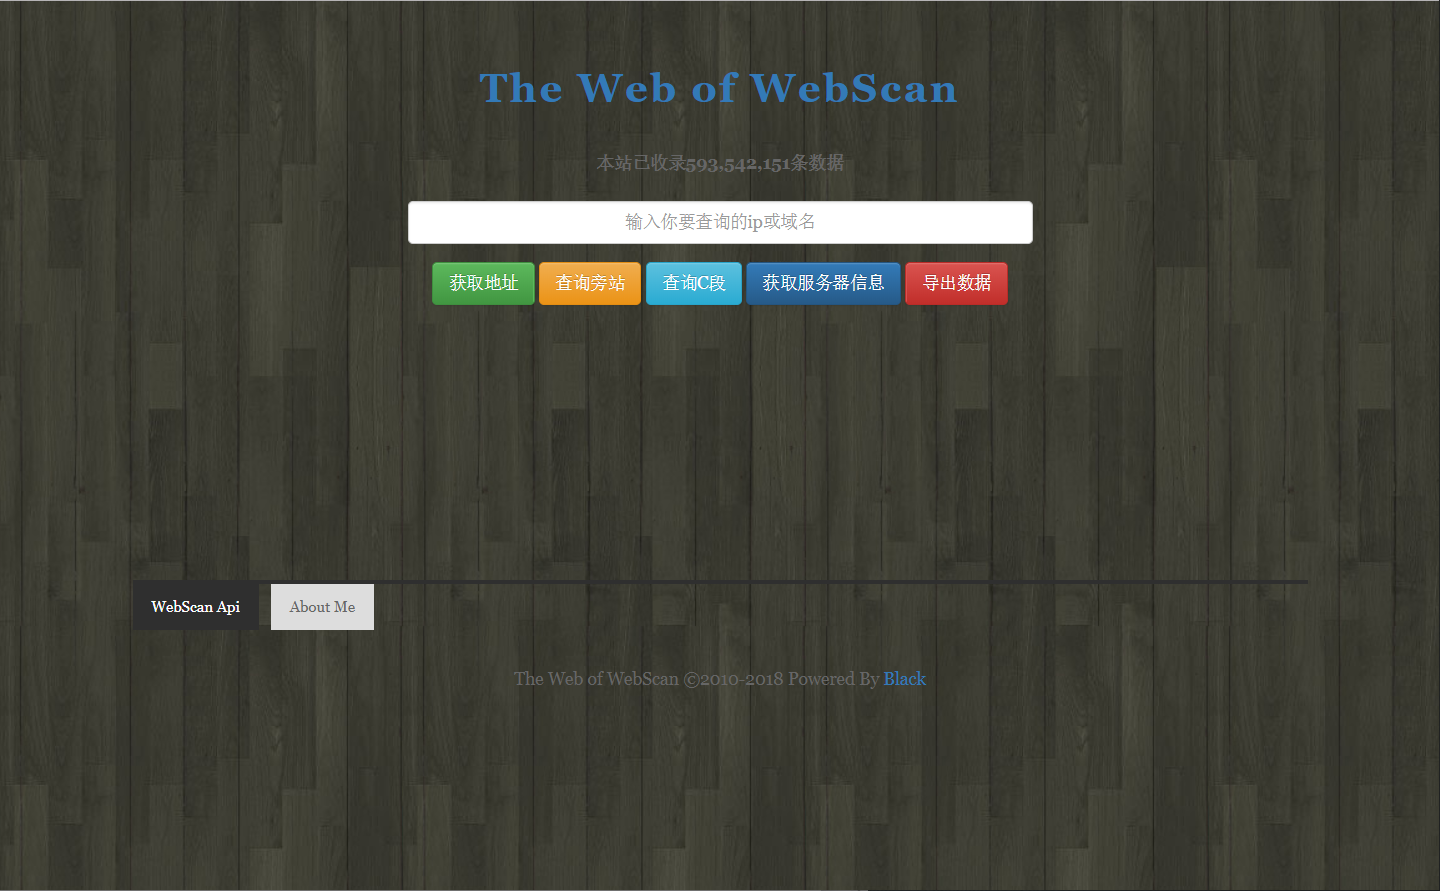 The Web of WebScan
本站已收录593,542,151条数据
输入你要查询的ip或域名
获取地址 查询旁站 查询C段 获取服务器信息 导出数据
WebScan Api About Me
The Web of WebScan ©2010-2018 Powered By Black